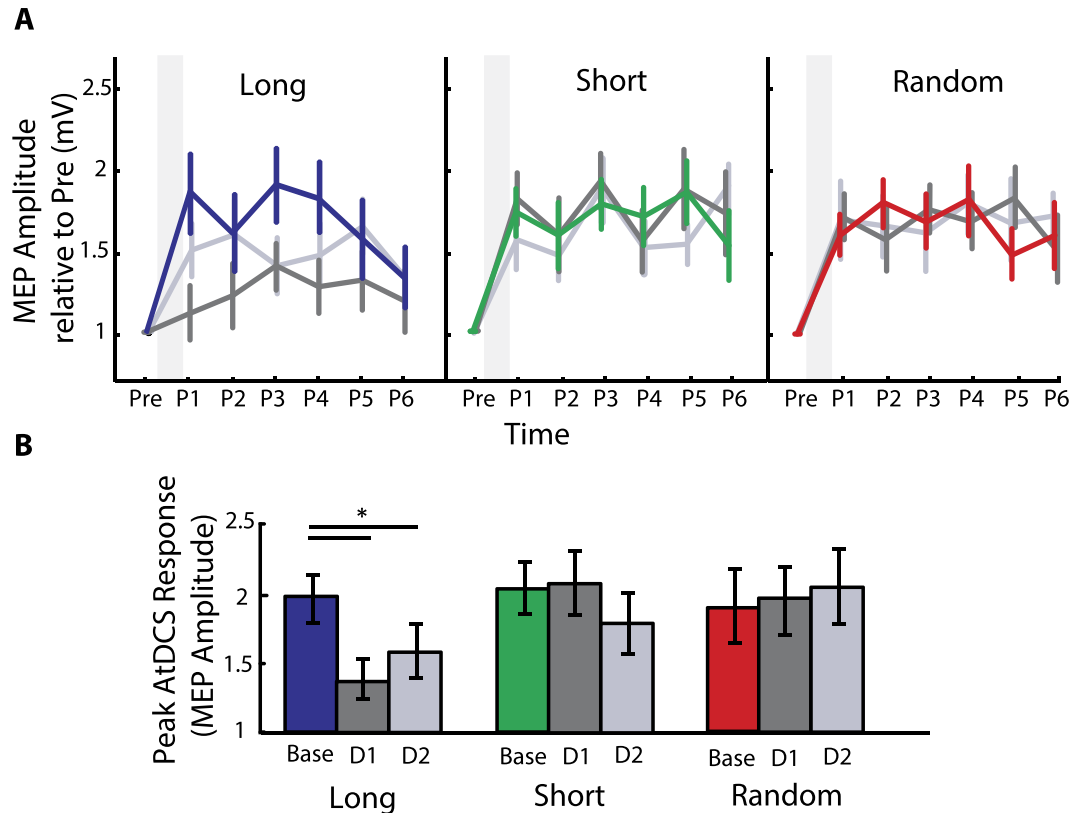 A
MEP Amplitude
relative to Pre (mV)
2.5
2
1.5
1
Long
Short
Random
Pre P1 P2 P3 P4 P5 P6
Pre P1 P2 P3 P4 P5 P6
Pre P1 P2 P3 P4 P5 P6
Time
B
Peak AtDCS Response
(MEP Amplitude)
2.5
2
1.5
1
*
Base D1 D2
Base D1 D2
Base D1 D2
Long
Short
Random